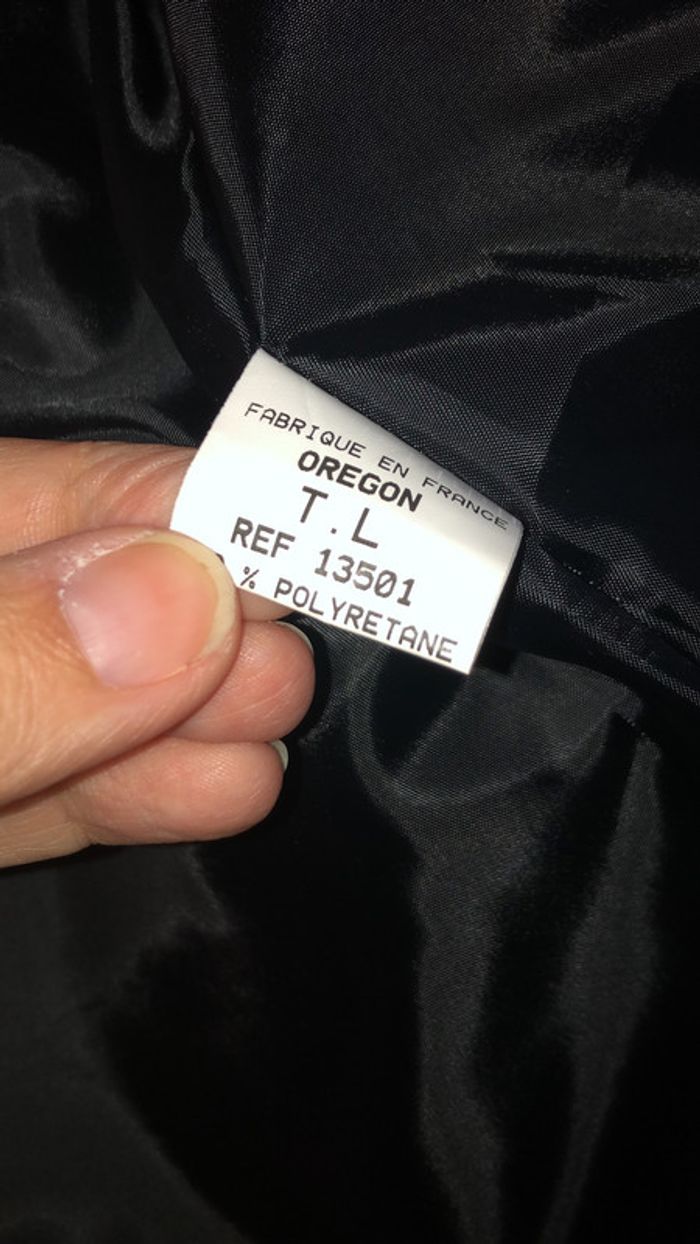 FABRIQUE EN FRANCE
OREGON
T.L
REF 13501
% POLYRETANE